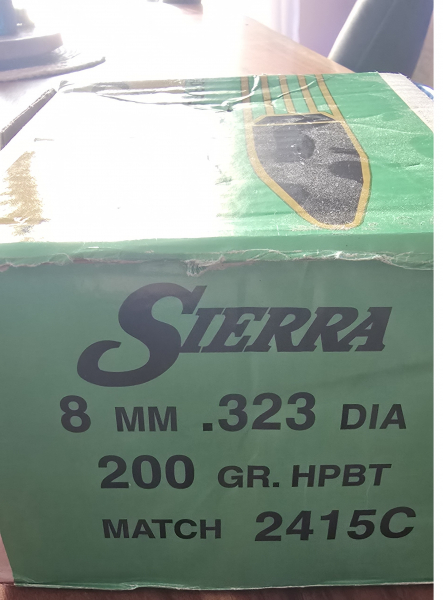 SIERRA
8 MM .323 DIA
200 GR. HPBT
MATCH 2415C